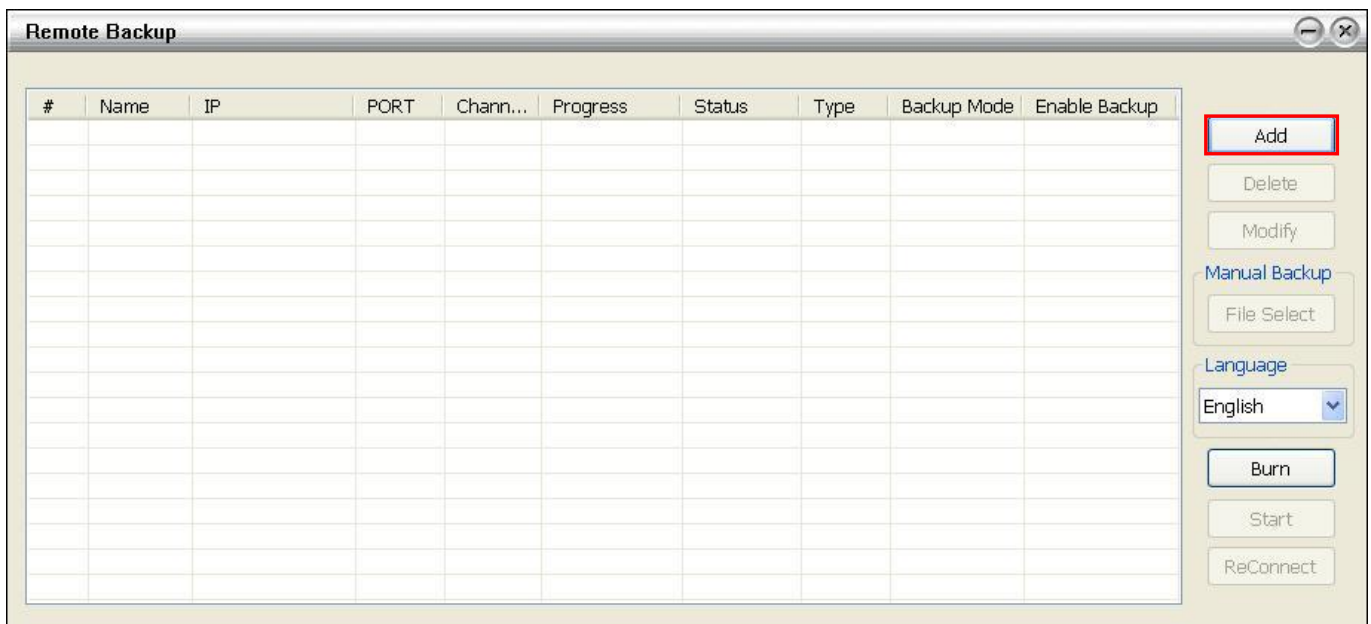 Remote Backup
# Name IP PORT Chann... Progress Status Type Backup Mode Enable Backup
Add
Delete
Modify
Manual Backup
File Select
Language
English
Burn
Start
ReConnect